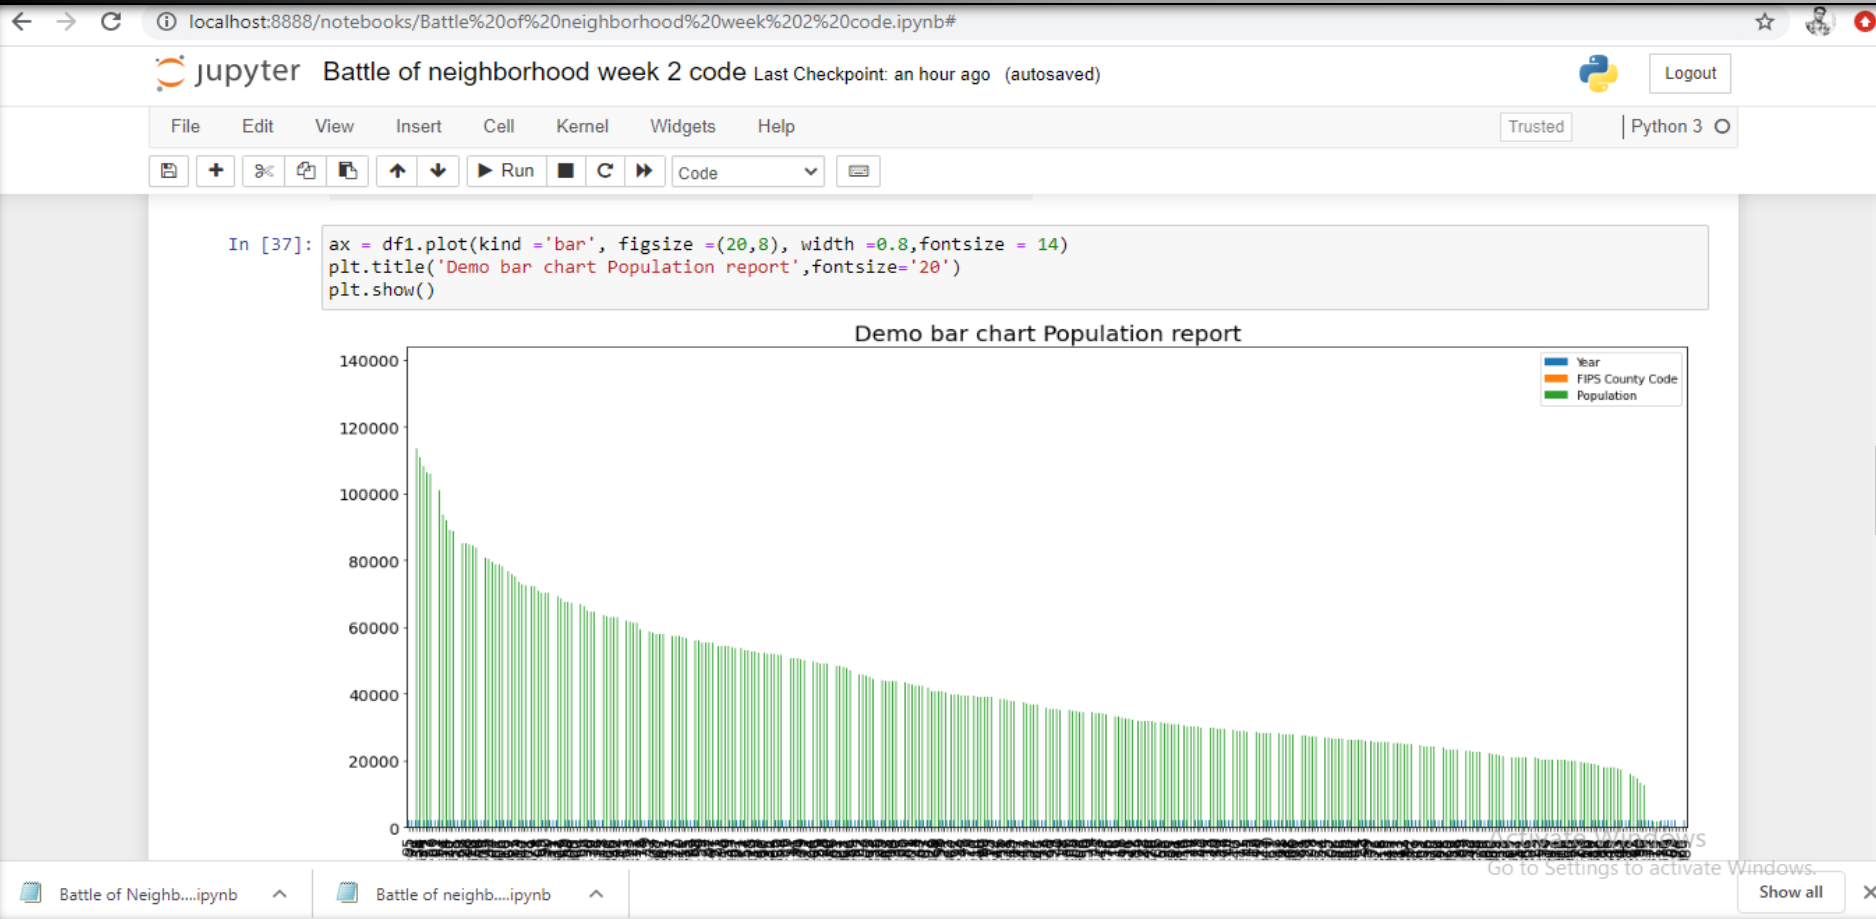 localhost:8888/notebooks/Battle%20of%20neighborhood%20week%202%20code.ipynb#
jupyter Battle of neighborhood week 2 code Last Checkpoint: an hour ago (autosaved)
Logout
File Edit View Insert Cell Kernel Widgets Help
Trusted
Python 3
Run
Code
In [37]: ax = df1.plot(kind ='bar', figsize =(20,8), width =0.8,fontsize = 14)
plt.title('Demo bar chart Population report',fontsize='20')
plt.show()
Demo bar chart Population report
140000
120000
100000
80000
60000
40000
20000
0
Year
FIPS County Code
Population
Activate Windows
Go to Settings to activate Windows.
Battle of Neighb....ipynb
Battle of neighb....ipynb
Show all